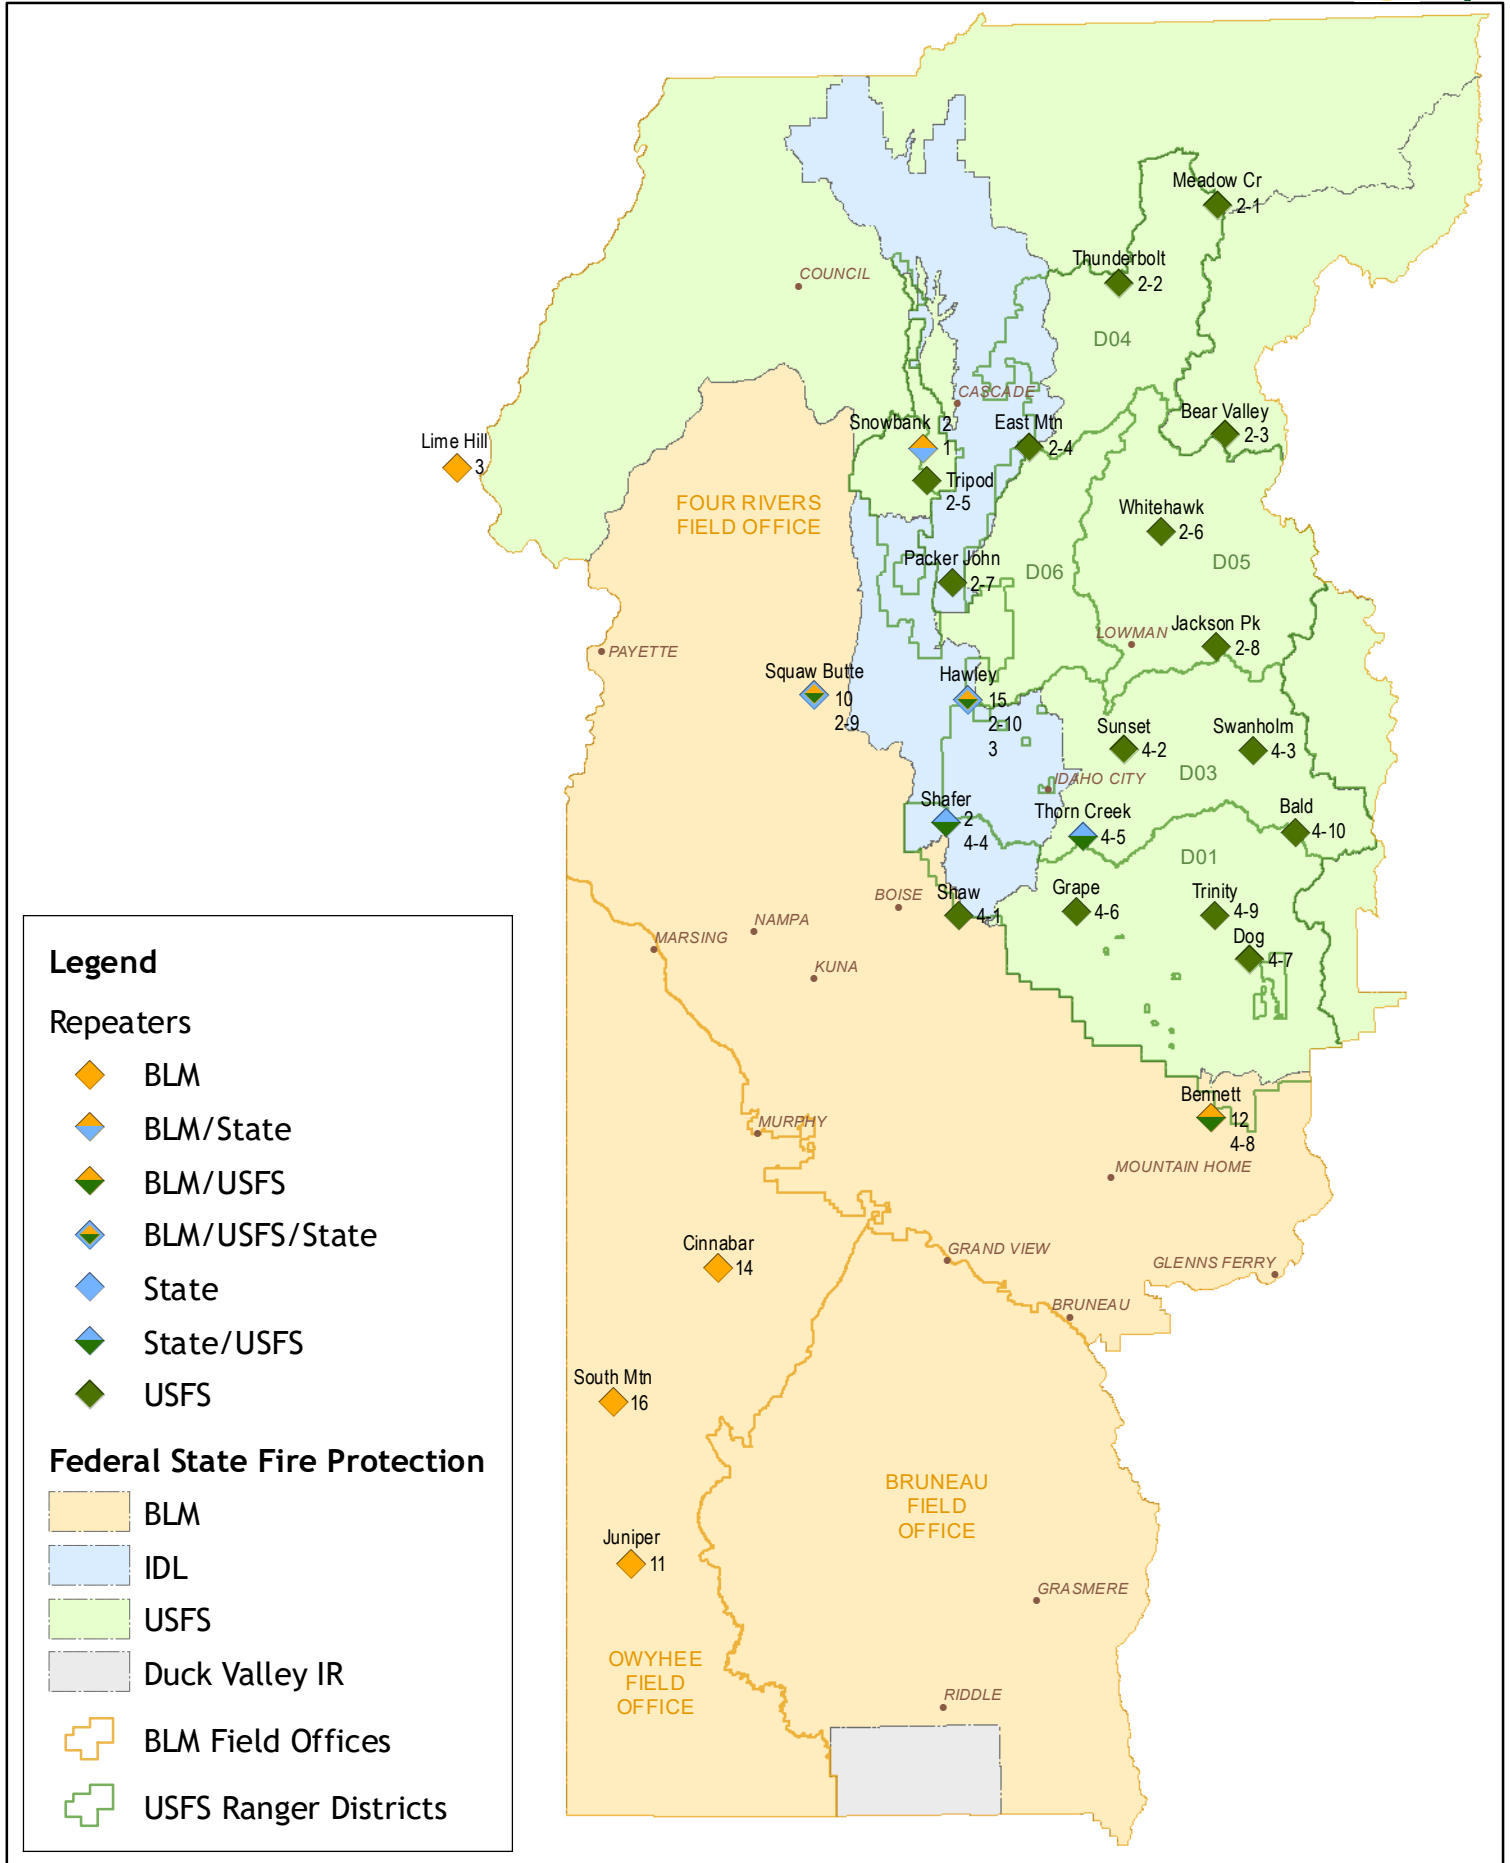 Meadow Cr
2-1
Thunderbolt
2-2
COUNCIL
D04
CASCADE
Snowbank 2
1
East Mtn
2-4
Bear Valley
2-3
Lime Hill
3
Tripod
2-5
FOUR RIVERS
FIELD OFFICE
Whitehawk
2-6
Packer John
2-7
D06
D05
LOWMAN
Jackson Pk
2-8
PAYETTE
Squaw Butte
10
2-9
Hawley
15
2-10
3
Sunset
4-2
Swanholm
4-3
D03
IDAHO CITY
Shafer
2
4-4
Thorn Creek
4-5
Bald
4-10
D01
BOISE
Shaw
4-1
Grape
4-6
Trinity
4-9
Dog
4-7
NAMPA
MARSING
KUNA
Bennett
12
4-8
MURPHY
MOUNTAIN HOME
Cinnabar
14
GRAND VIEW
GLENNS FERRY
BRUNEAU
South Mtn
16
BRUNEAU
FIELD
OFFICE
Juniper
11
GRASMERE
OWYHEE
FIELD
OFFICE
RIDDLE
Legend
Repeaters
BLM
BLM/State
BLM/USFS
BLM/USFS/State
State
State/USFS
USFS
Federal State Fire Protection
BLM
IDL
USFS
Duck Valley IR
BLM Field Offices
USFS Ranger Districts